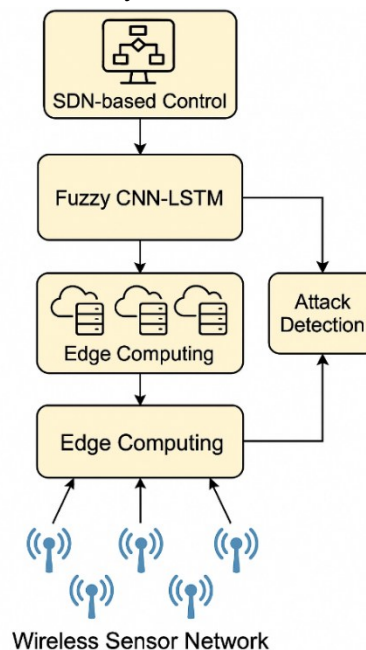 SDN-based Control
Fuzzy CNN-LSTM
Edge Computing
Attack
Detection
Edge Computing
Wireless Sensor Network